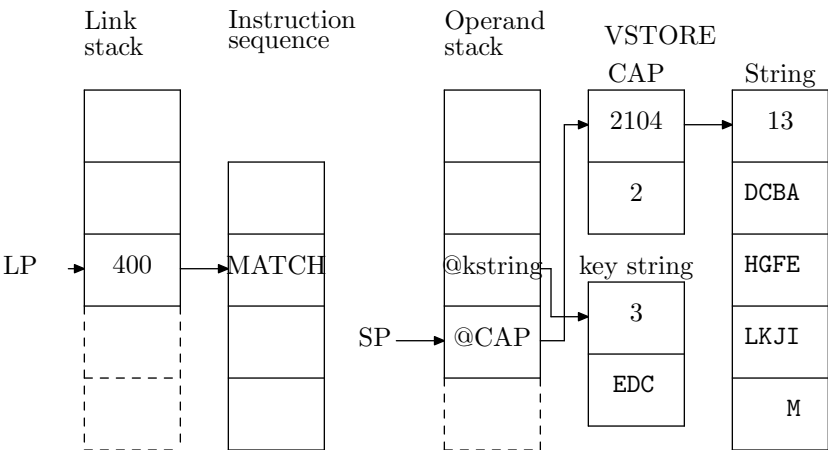 Link
stack
Instruction
sequence
Operand
stack
VSTORE
CAP
String
2104
13
2
DCBA
LP
400
MATCH
@kstring
key string
HGFE
3
SP
@CAP
LKJI
EDC
M